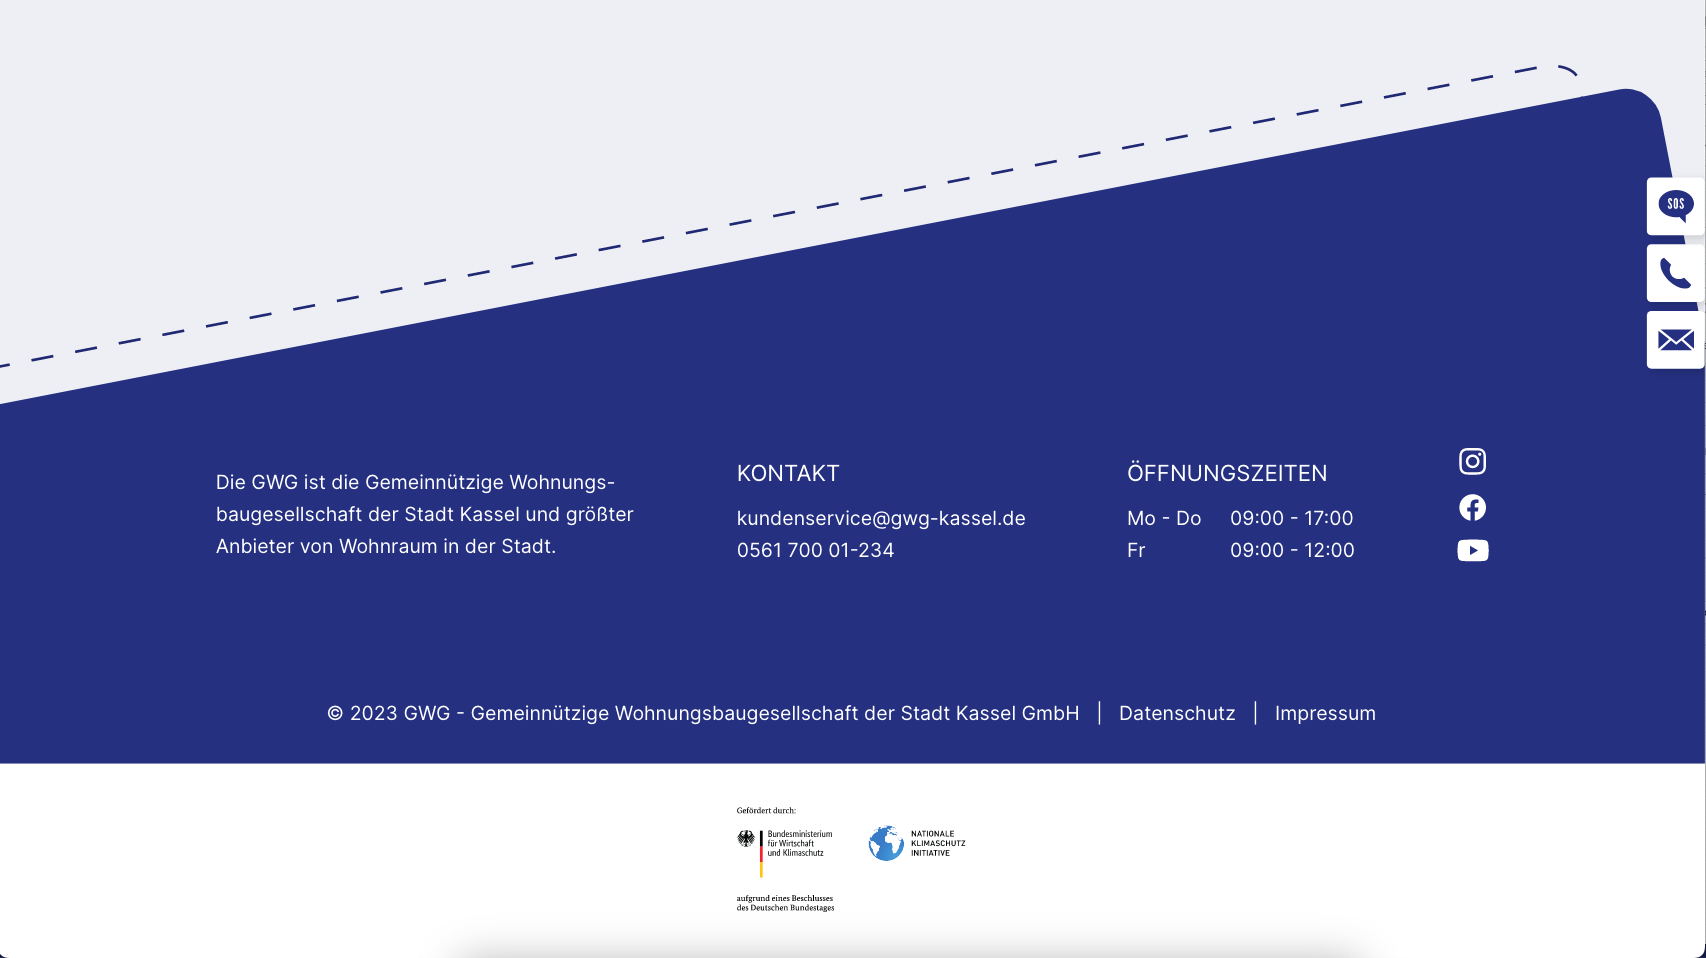 SOS
Die GWG ist die Gemeinnützige Wohnungs-
baugesellschaft der Stadt Kassel und größter
Anbieter von Wohnraum in der Stadt.
KONTAKT
kundenservice@gwg-kassel.de
0561 700 01-234
ÖFFNUNGSZEITEN
Mo - Do 09:00 - 17:00
Fr 09:00 - 12:00
© 2023 GWG - Gemeinnützige Wohnungsbaugesellschaft der Stadt Kassel GmbH | Datenschutz | Impressum
Gefördert durch:
Bundesministerium
für Wirtschaft
und Klimaschutz
aufgrund eines Beschlusses
des Deutschen Bundestages
NATIONALE
KLIMASCHUTZ
INITIATIVE